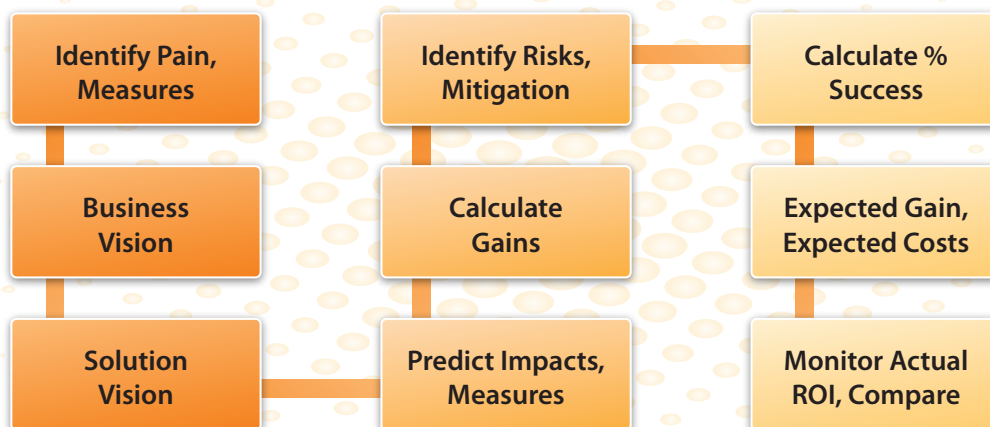 Identify Pain,
Measures
Business
Vision
Solution
Vision
Predict Impacts,
Measures
Calculate
Gains
Identify Risks,
Mitigation
Calculate %
Success
Expected Gain,
Expected Costs
Monitor Actual
ROI, Compare